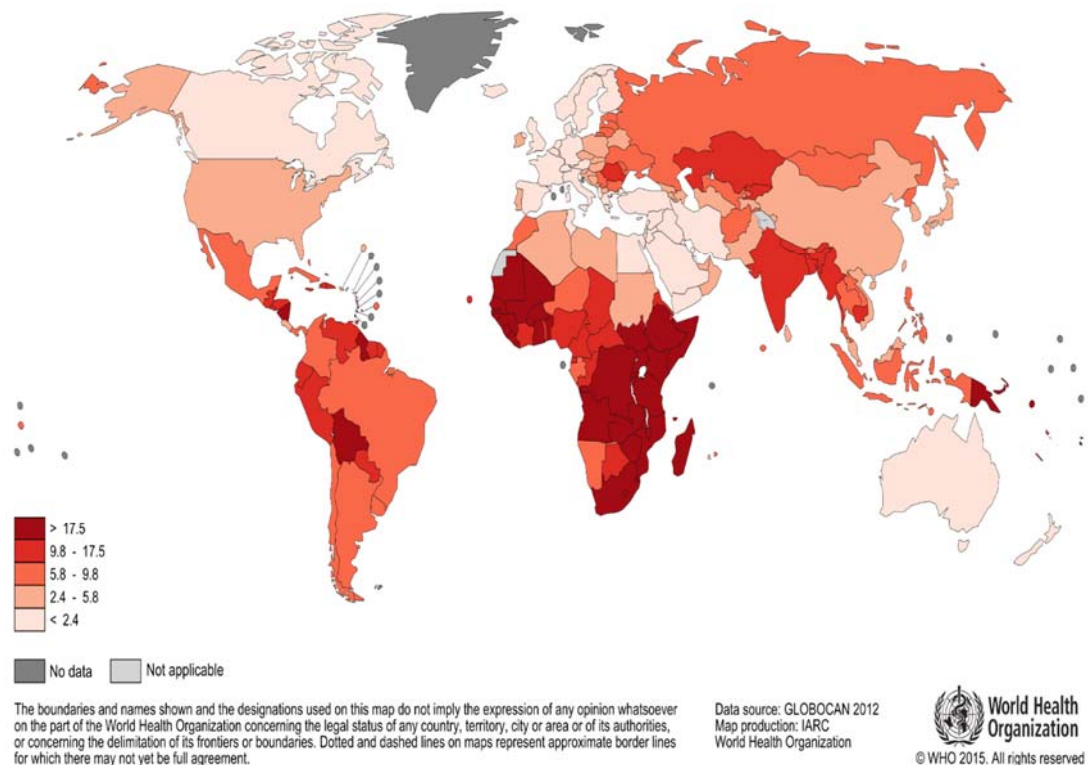 > 17.5
9.8 - 17.5
5.8 - 9.8
2.4 - 5.8
< 2.4
No data
Not applicable
The boundaries and names shown and the designations used on this map do not imply the expression of any opinion whatsoever
on the part of the World Health Organization concerning the legal status of any country, territory, city or area or of its authorities,
or concerning the delimitation of its frontiers or boundaries. Dotted and dashed lines on maps represent approximate border lines
for which there may not yet be full agreement.
Data source: GLOBOCAN 2012
Map production: IARC
World Health Organization
World Health
Organization
© WHO 2015. All rights reserved